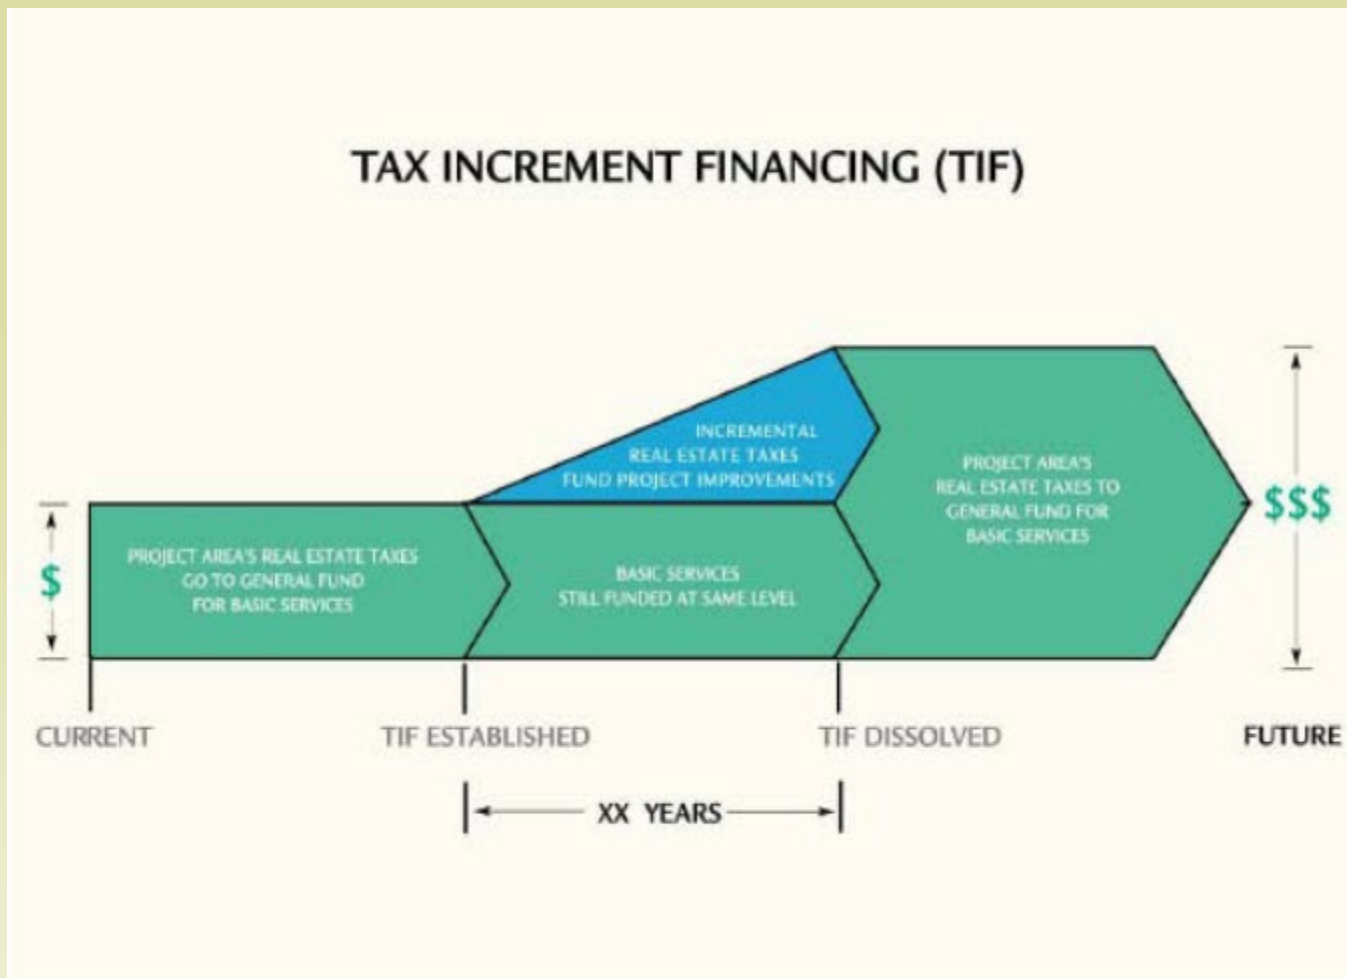 TAX INCREMENT FINANCING (TIF)
INCREMENTAL
REAL ESTATE TAXES
FUND PROJECT IMPROVEMENTS
PROJECT AREA'S
REAL ESTATE TAXES TO
GENERAL FUND FOR
BASIC SERVICES
$$$
$
PROJECT AREA'S REAL ESTATE TAXES
GO TO GENERAL FUND
FOR BASIC SERVICES
BASIC SERVICES
STILL FUNDED AT SAME LEVEL
CURRENT
TIF ESTABLISHED
TIF DISSOLVED
FUTURE
XX YEARS